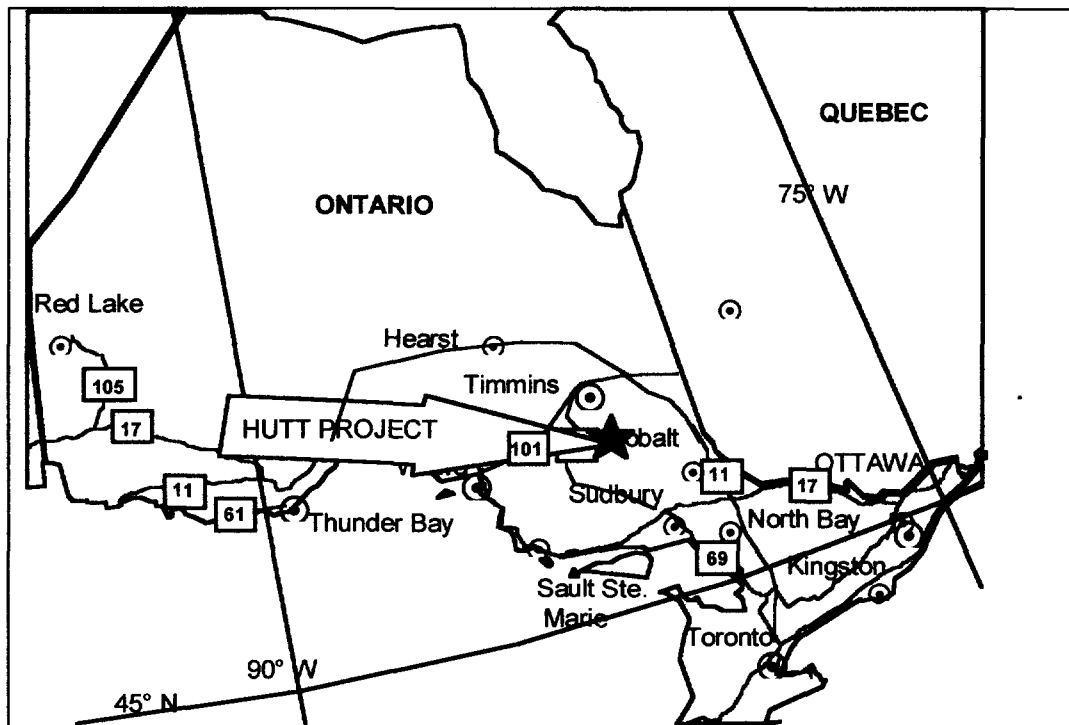 QUEBEC
75° W
ONTARIO
Red Lake
Hearst
Timmins
105
17
HUTT PROJECT
101
obalt
11
17
OTTAWA
11
61
Thunder Bay
Sudbury
North Bay
69
Kingston
Sault Ste.
Marie
Toronto
90° W
45° N